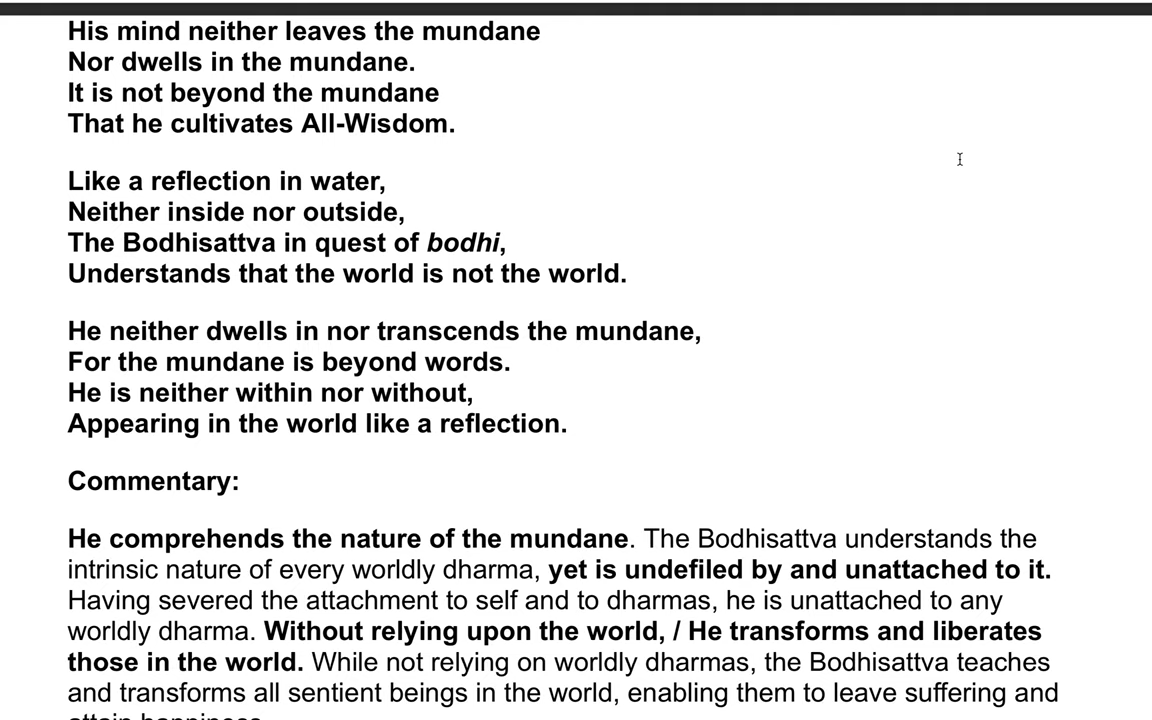 His mind neither leaves the mundane
Nor dwells in the mundane.
It is not beyond the mundane
That he cultivates All-Wisdom.
Like a reflection in water,
Neither inside nor outside,
The Bodhisattva in quest of bodhi,
Understands that the world is not the world.
He neither dwells in nor transcends the mundane,
For the mundane is beyond words.
He is neither within nor without,
Appearing in the world like a reflection.
Commentary:
He comprehends the nature of the mundane. The Bodhisattva understands the
intrinsic nature of every worldly dharma, yet is undefiled by and unattached to it.
Having severed the attachment to self and to dharmas, he is unattached to any
worldly dharma. Without relying upon the world, / He transforms and liberates
those in the world. While not relying on worldly dharmas, the Bodhisattva teaches
and transforms all sentient beings in the world, enabling them to leave suffering and
attain happiness.